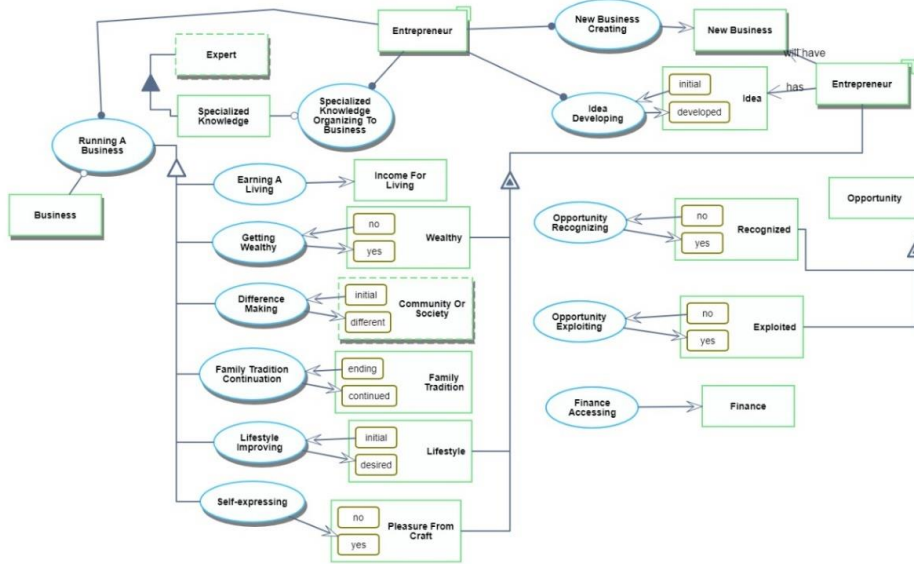 Entrepreneur
New Business
Creating
New Business
will have
Expert
Specialized
Knowledge
Specialized
Knowledge
Organizing To
Business
Idea
Developing
initial
developed
Idea
has
Entrepreneur
Running A
Business
Business
Earning A
Living
Income For
Living
Getting
Wealthy
no
yes
Wealthy
Difference
Making
initial
different
Community Or
Society
Family Tradition
Continuation
ending
continued
Family
Tradition
Lifestyle
Improving
initial
desired
Lifestyle
Self-expressing
no
yes
Pleasure From
Craft
Opportunity
Opportunity
Recognizing
no
yes
Recognized
Opportunity
Exploiting
no
yes
Exploited
Finance
Accessing
Finance